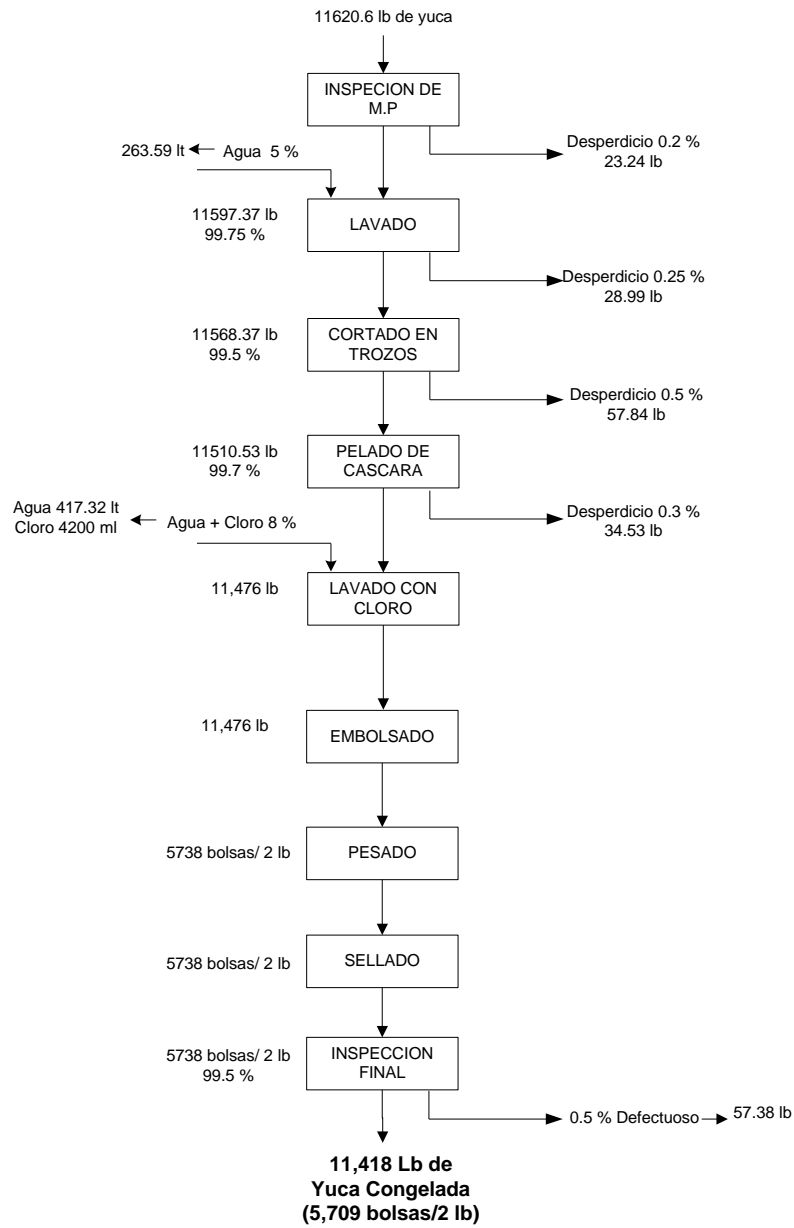 11620.6 lb de yuca
INSPECION DE
M.P
Desperdicio 0.2 %
23.24 lb
263.59 lt
Agua 5 %
11597.37 lb
99.75 %
LAVADO
Desperdicio 0.25 %
28.99 lb
11568.37 lb
99.5 %
CORTADO EN
TROZOS
Desperdicio 0.5 %
57.84 lb
11510.53 lb
99.7 %
PELADO DE
CASCARA
Desperdicio 0.3 %
34.53 lb
Agua 417.32 lt
Cloro 4200 ml
Agua + Cloro 8 %
11,476 lb
LAVADO CON
CLORO
11,476 lb
EMBOLSADO
5738 bolsas/ 2 lb
PESADO
5738 bolsas/ 2 lb
SELLADO
5738 bolsas/ 2 lb
99.5 %
INSPECCION
FINAL
0.5 % Defectuoso
57.38 lb
11,418 Lb de
Yuca Congelada
(5,709 bolsas/2 lb)